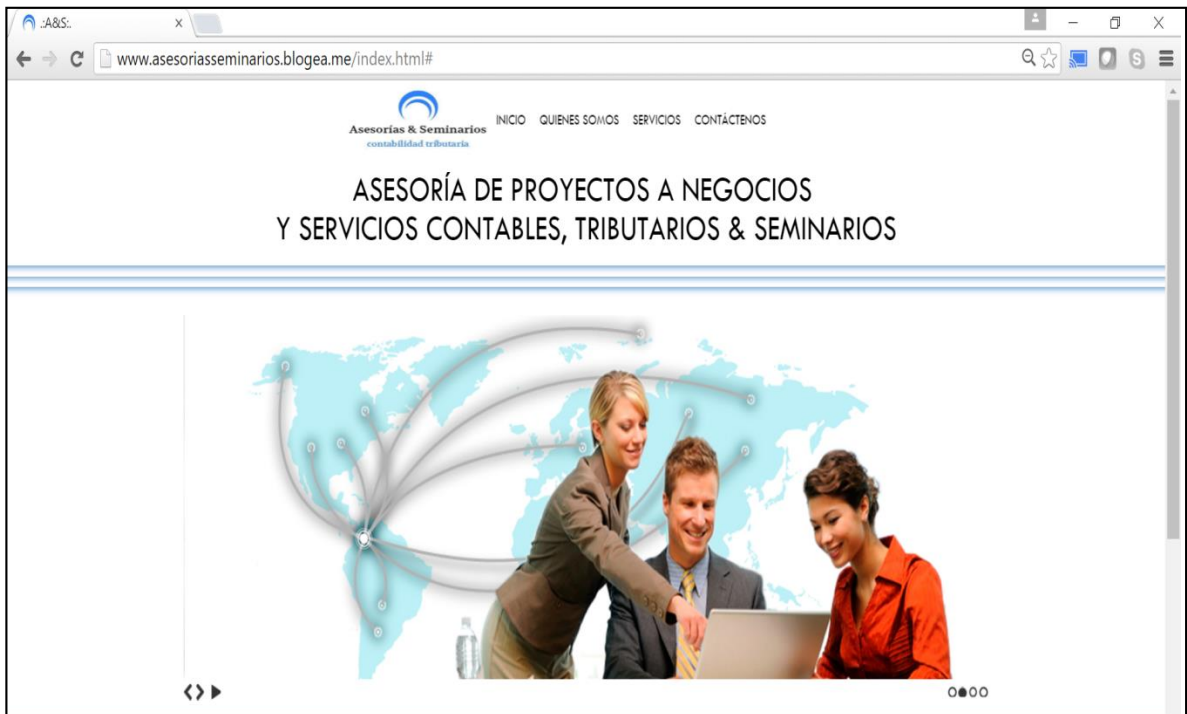 .:A&S:.
www.asesoriasseminarios.blogea.me/index.html#
Asesorías & Seminarios
contabilidad tributaria
INICIO QUIENES SOMOS SERVICIOS CONTÁCTENOS
ASESORÍA DE PROYECTOS A NEGOCIOS
Y SERVICIOS CONTABLES, TRIBUTARIOS & SEMINARIOS